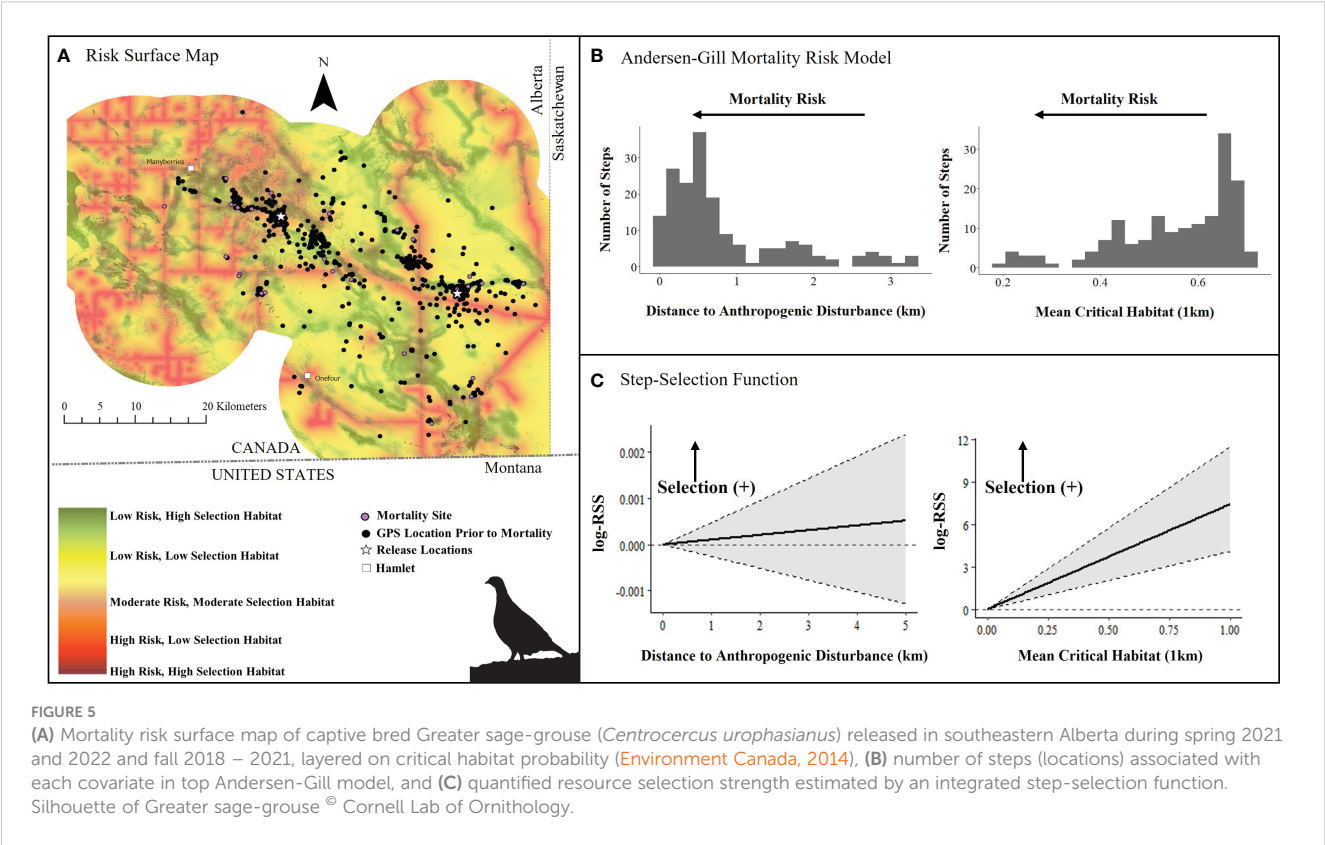 A Risk Surface Map
N
Alberta
Saskatchewan
Manyberries
Onefour
0 5 10 20 Kilometers
CANADA
UNITED STATES
Montana
Low Risk, High Selection Habitat
Low Risk, Low Selection Habitat
Moderate Risk, Moderate Selection Habitat
High Risk, Low Selection Habitat
High Risk, High Selection Habitat
Mortality Site
GPS Location Prior to Mortality
Release Locations
Hamlet
B Andersen-Gill Mortality Risk Model
Mortality Risk
Number of Steps
30
20
10
0
0 1 2 3
Distance to Anthropogenic Disturbance (km)
Mortality Risk
Number of Steps
30
20
10
0
0.2 0.4 0.6
Mean Critical Habitat (1km)
C Step-Selection Function
Selection (+)
log-RSS
0.002
0.001
0.000
-0.001
0 1 2 3 4 5
Distance to Anthropogenic Disturbance (km)
Selection (+)
log-RSS
12
9
6
3
0
0.00 0.25 0.50 0.75 1.00
Mean Critical Habitat (1km)
FIGURE 5
(A) Mortality risk surface map of captive bred Greater sage-grouse (Centrocercus urophasianus) released in southeastern Alberta during spring 2021
and 2022 and fall 2018 – 2021, layered on critical habitat probability (Environment Canada, 2014), (B) number of steps (locations) associated with
each covariate in top Andersen-Gill model, and (C) quantified resource selection strength estimated by an integrated step-selection function.
Silhouette of Greater sage-grouse © Cornell Lab of Ornithology.